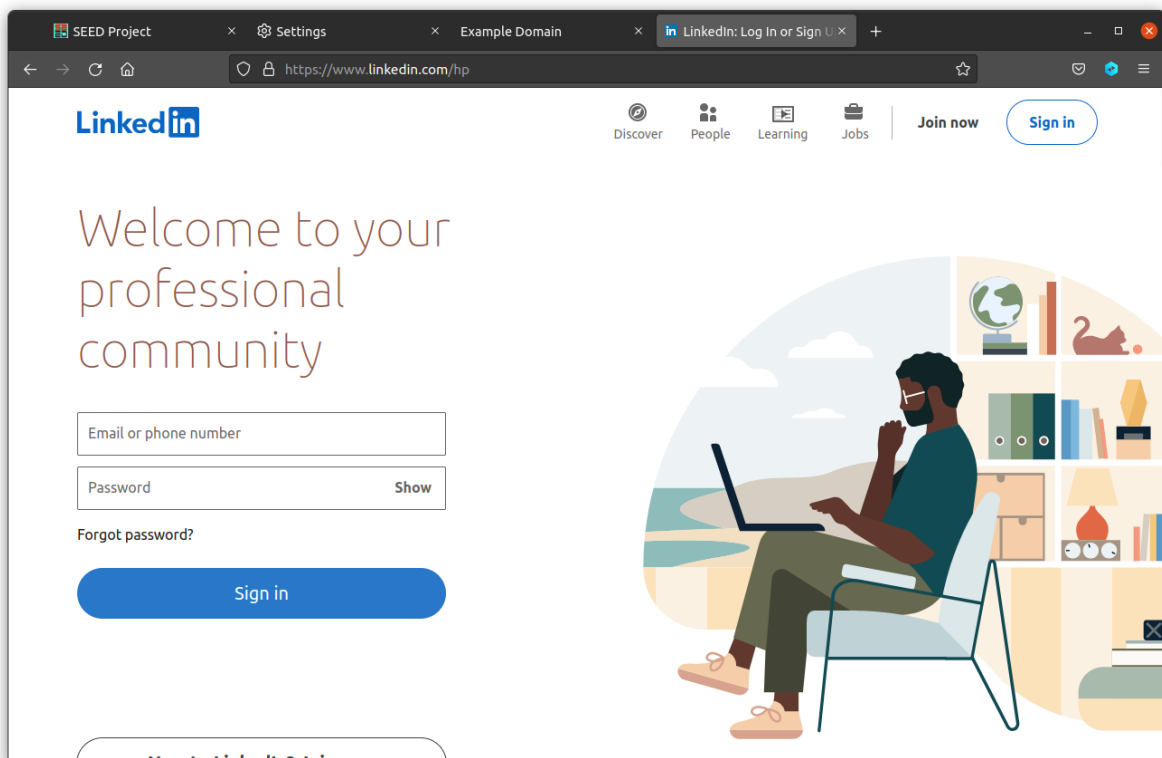 SEED Project
Settings
Example Domain
LinkedIn: Log In or Sign U
https://www.linkedin.com/hp
Linked in
Discover
People
Learning
Jobs
Join now
Sign in
Welcome to your
professional
community
Email or phone number
Password
Show
Forgot password?
Sign in